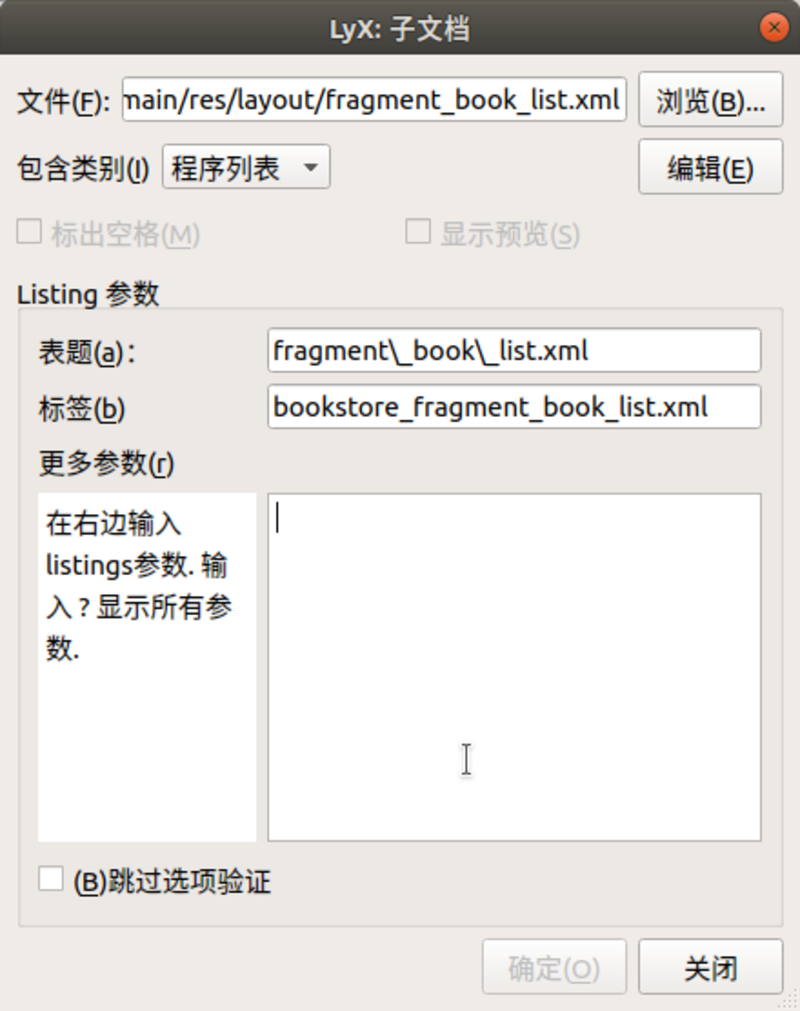 LyX: 子文档
文件(F): main/res/layout/fragment_book_list.xml 浏览(B)...
包含类别(I) 程序列表 编辑(E)
标出空格(M) 显示预览(S)
Listing 参数
表题(a): fragment\_book\_list.xml
标签(b) bookstore_fragment_book_list.xml
更多参数(r)
在右边输入
listings参数. 输
入 ? 显示所有参
数.
(B)跳过选项验证
确定(O) 关闭